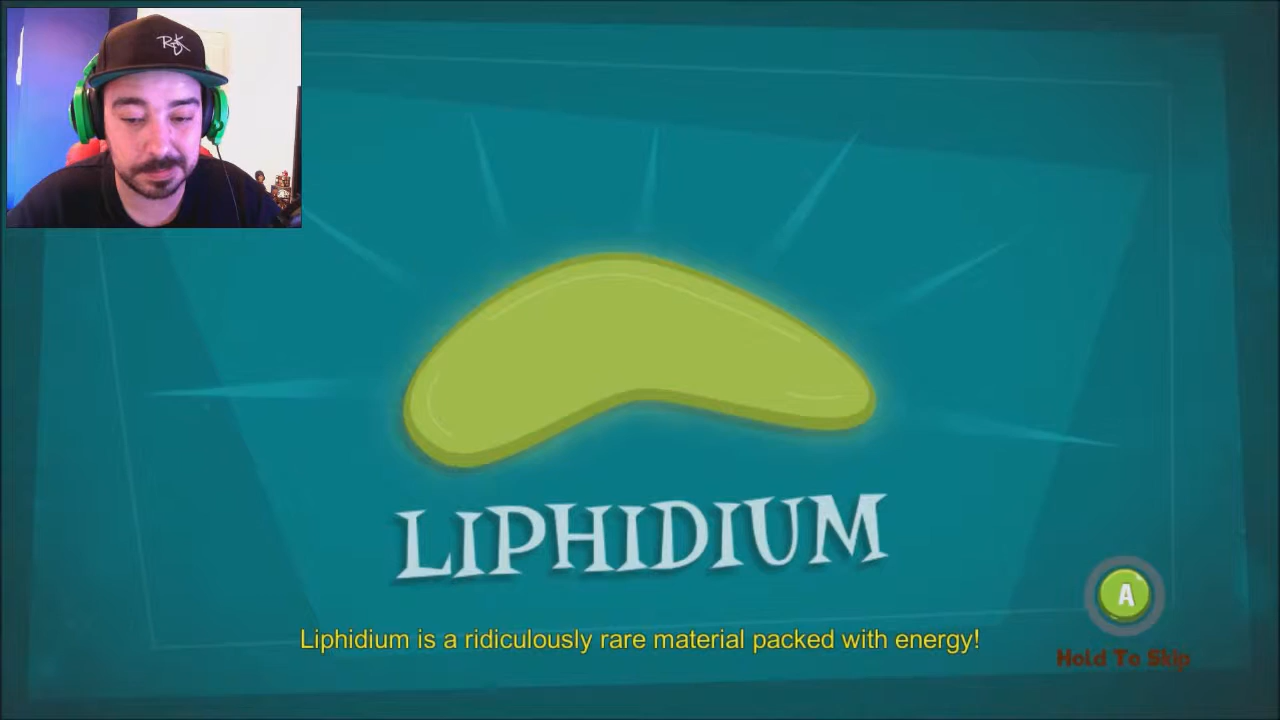 LIPHIDIUM
Liphidium is a ridiculously rare material packed with energy!
A
Hold To Skip